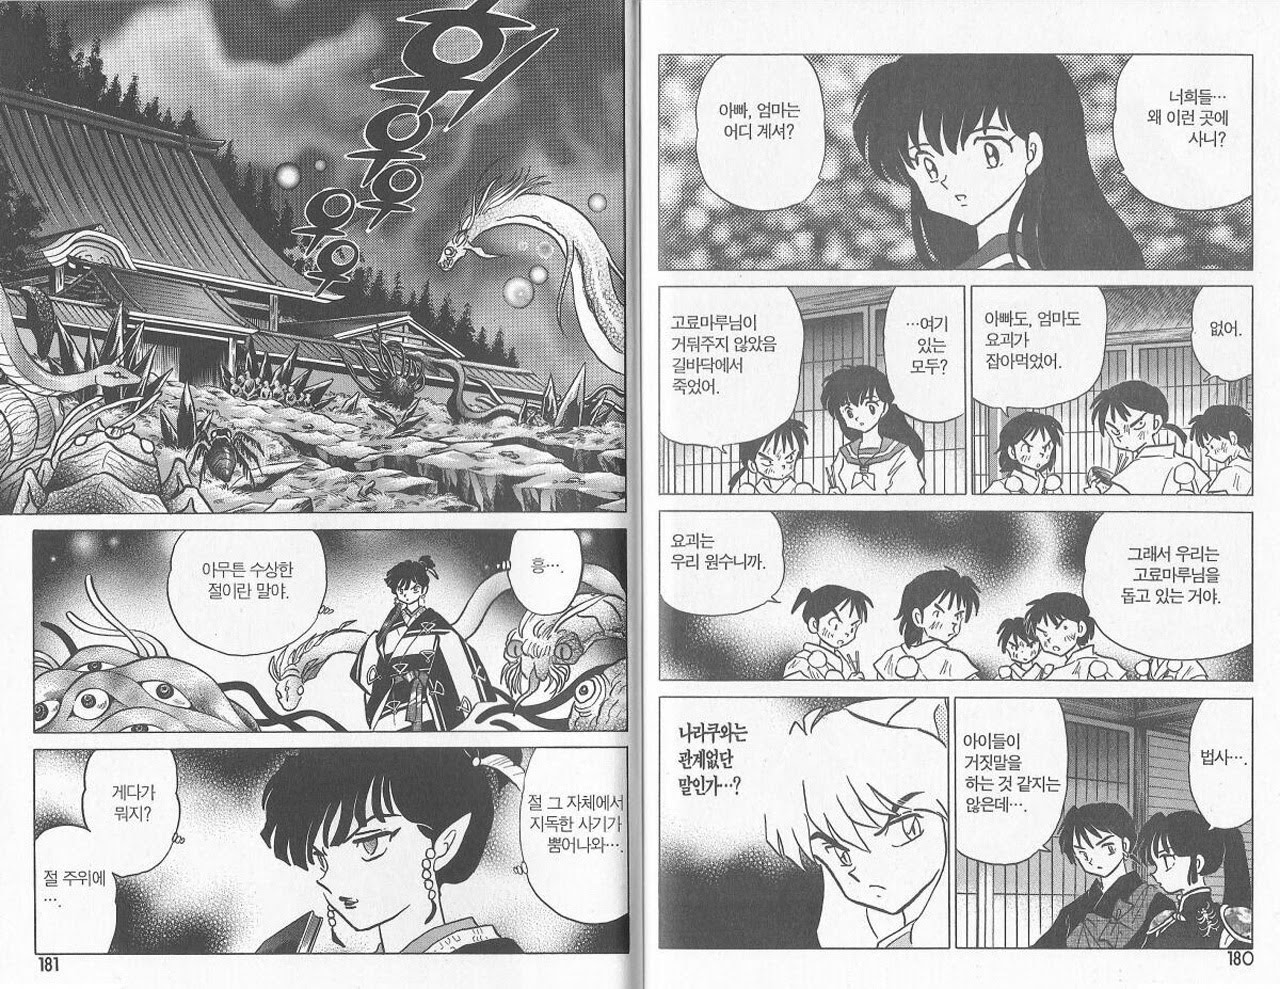 너희들…
왜 이런 곳에
사니?
아빠, 엄마는
어디 계셔?
없어.
아빠도, 엄마도
요괴가
잡아먹었어.
…여기
있는
모두?
고료마루님이
거둬주지 않았음
길바닥에서
죽었어.
그래서 우리는
고료마루님을
돕고 있는 거야.
요괴는
우리 원수니까.
법사….
아이들이
거짓말을
하는 것 같지는
않은데….
나라쿠와는
관계없단
말인가…?
180
휘
우우
우우
흥….
아무튼 수상한
절이란 말야.
절 그 자체에서
지독한 사기가
뿜어나와….
게다가
뭐지?
절 주위에
….
181